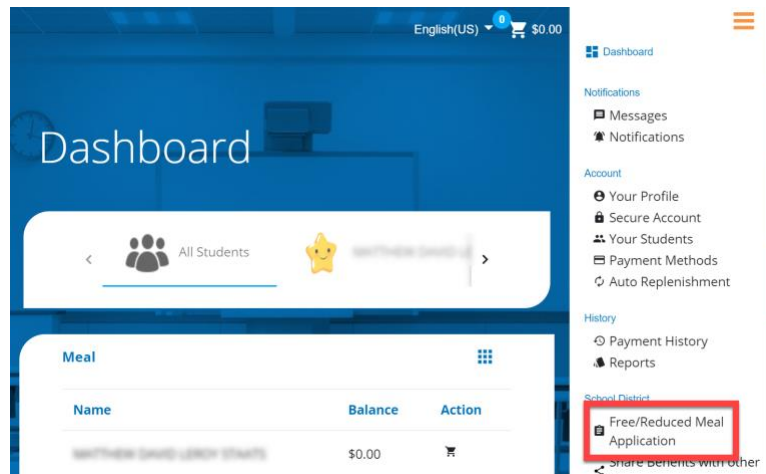 English(US)
0
$0.00
Dashboard
All Students
Meal
Name Balance Action
$0.00
Dashboard
Notifications
Messages
Notifications
Account
Your Profile
Secure Account
Your Students
Payment Methods
Auto Replenishment
History
Payment History
Reports
School District
Free/Reduced Meal
Application
Share Benefits with other